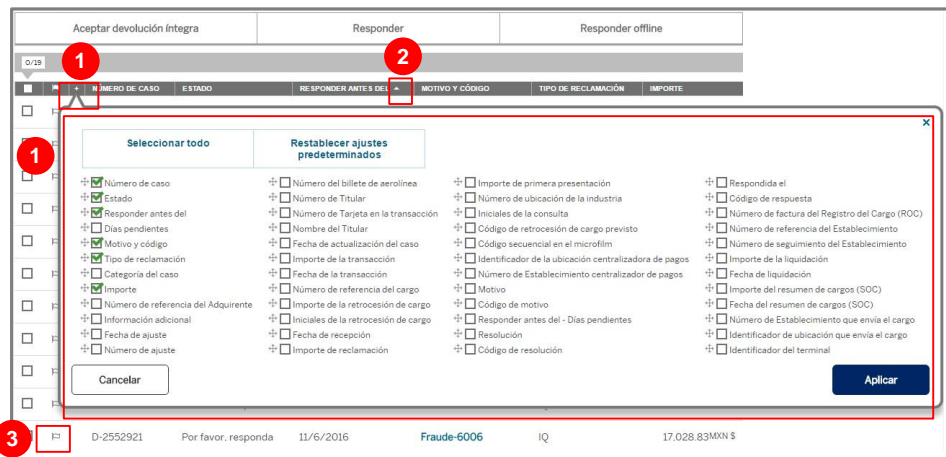 Aceptar devolución íntegra Responder Responder offline
0/19
1 2
+ NÚMERO DE CASO ESTADO RESPONDER ANTES DEL MOTIVO Y CÓDIGO TIPO DE RECLAMACIÓN IMPORTE
1
x
Seleccionar todo
Restablecer ajustes
predeterminados
Número de caso
Estado
Responder antes del
Días pendientes
Motivo y código
Tipo de reclamación
Categoría del caso
Importe
Número de referencia del Adquirente
Información adicional
Fecha de ajuste
Número de ajuste
Número del billete de aerolínea
Número de Titular
Número de Tarjeta en la transacción
Nombre del Titular
Fecha de actualización del caso
Importe de la transacción
Fecha de la transacción
Número de referencia del cargo
Importe de la retrocesión de cargo
Iniciales de la retrocesión de cargo
Fecha de recepción
Importe de reclamación
Importe de primera presentación
Número de ubicación de la industria
Iniciales de la consulta
Código de retrocesión de cargo previsto
Código secuencial en el microfilm
Identificador de la ubicación centralizadora de pagos
Número de Establecimiento centralizador de pagos
Motivo
Código de motivo
Responder antes del - Días pendientes
Resolución
Código de resolución
Respondida el
Código de respuesta
Número de factura del Registro del Cargo (ROC)
Número de referencia del Establecimiento
Número de seguimiento del Establecimiento
Importe de la liquidación
Fecha de liquidación
Importe del resumen de cargos (SOC)
Fecha del resumen de cargos (SOC)
Número de Establecimiento que envía el cargo
Identificador de ubicación que envía el cargo
Identificador del terminal
Cancelar Aplicar
3 D-2552921 Por favor, responda 11/6/2016 Fraude-6006 IQ 17,028.83MXN $